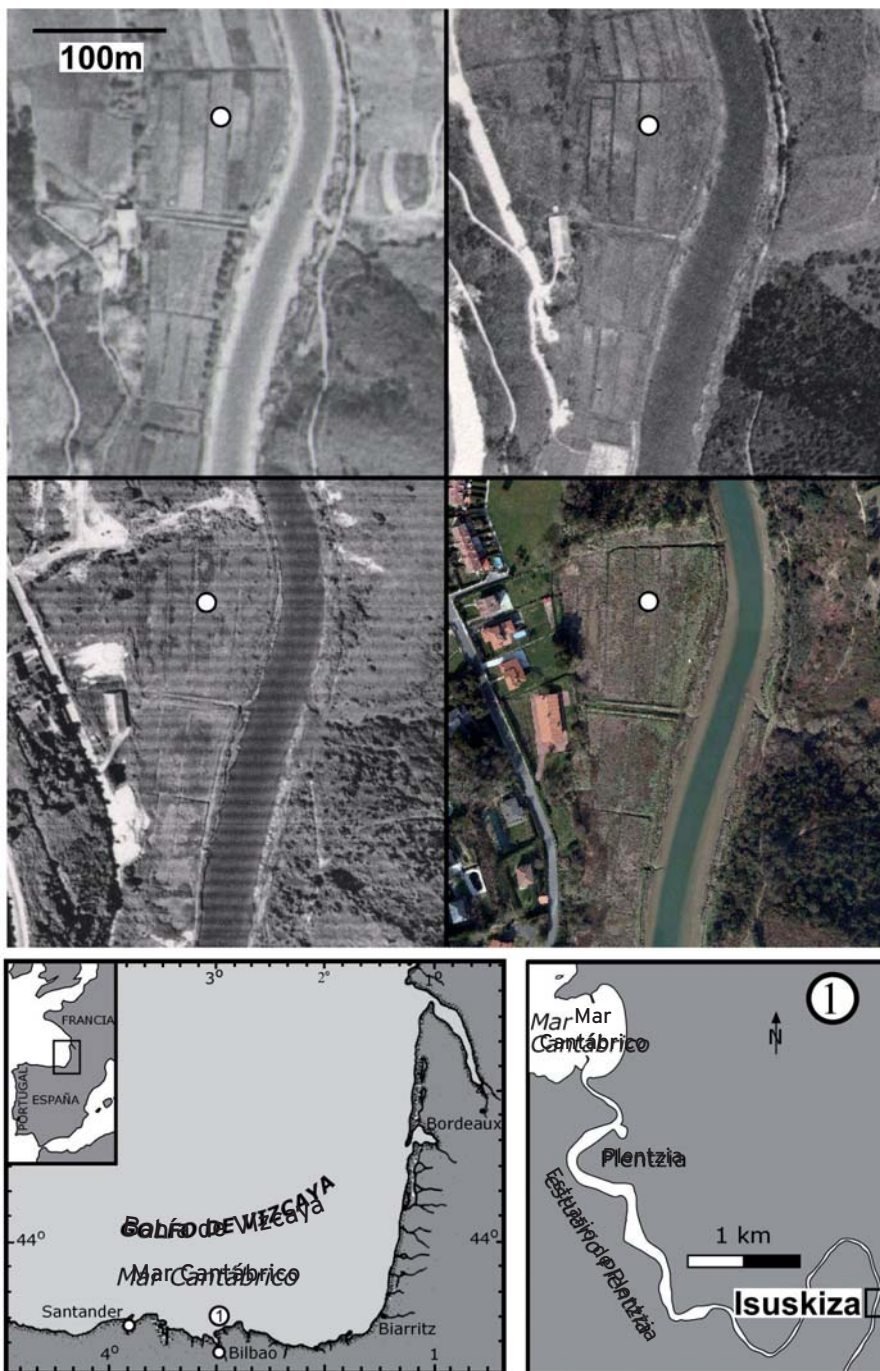 100m
3°
2°
1°
FRANCIA
PORTUGAL
ESPAÑA
Bordeaux
GOLFO DE VIZCAYA
Bahía de Vizcaya
44°
44°
Mar Cantábrico
Mar Cantábrico
Santander
1
Biarritz
Bilbao
4°
1
1
Mar
Cantábrico
Mar
Cantábrico
N
Plentzia
Plentzia
Estuario de Plentzia
Estuario de Plentzia
1 km
Isuskiza